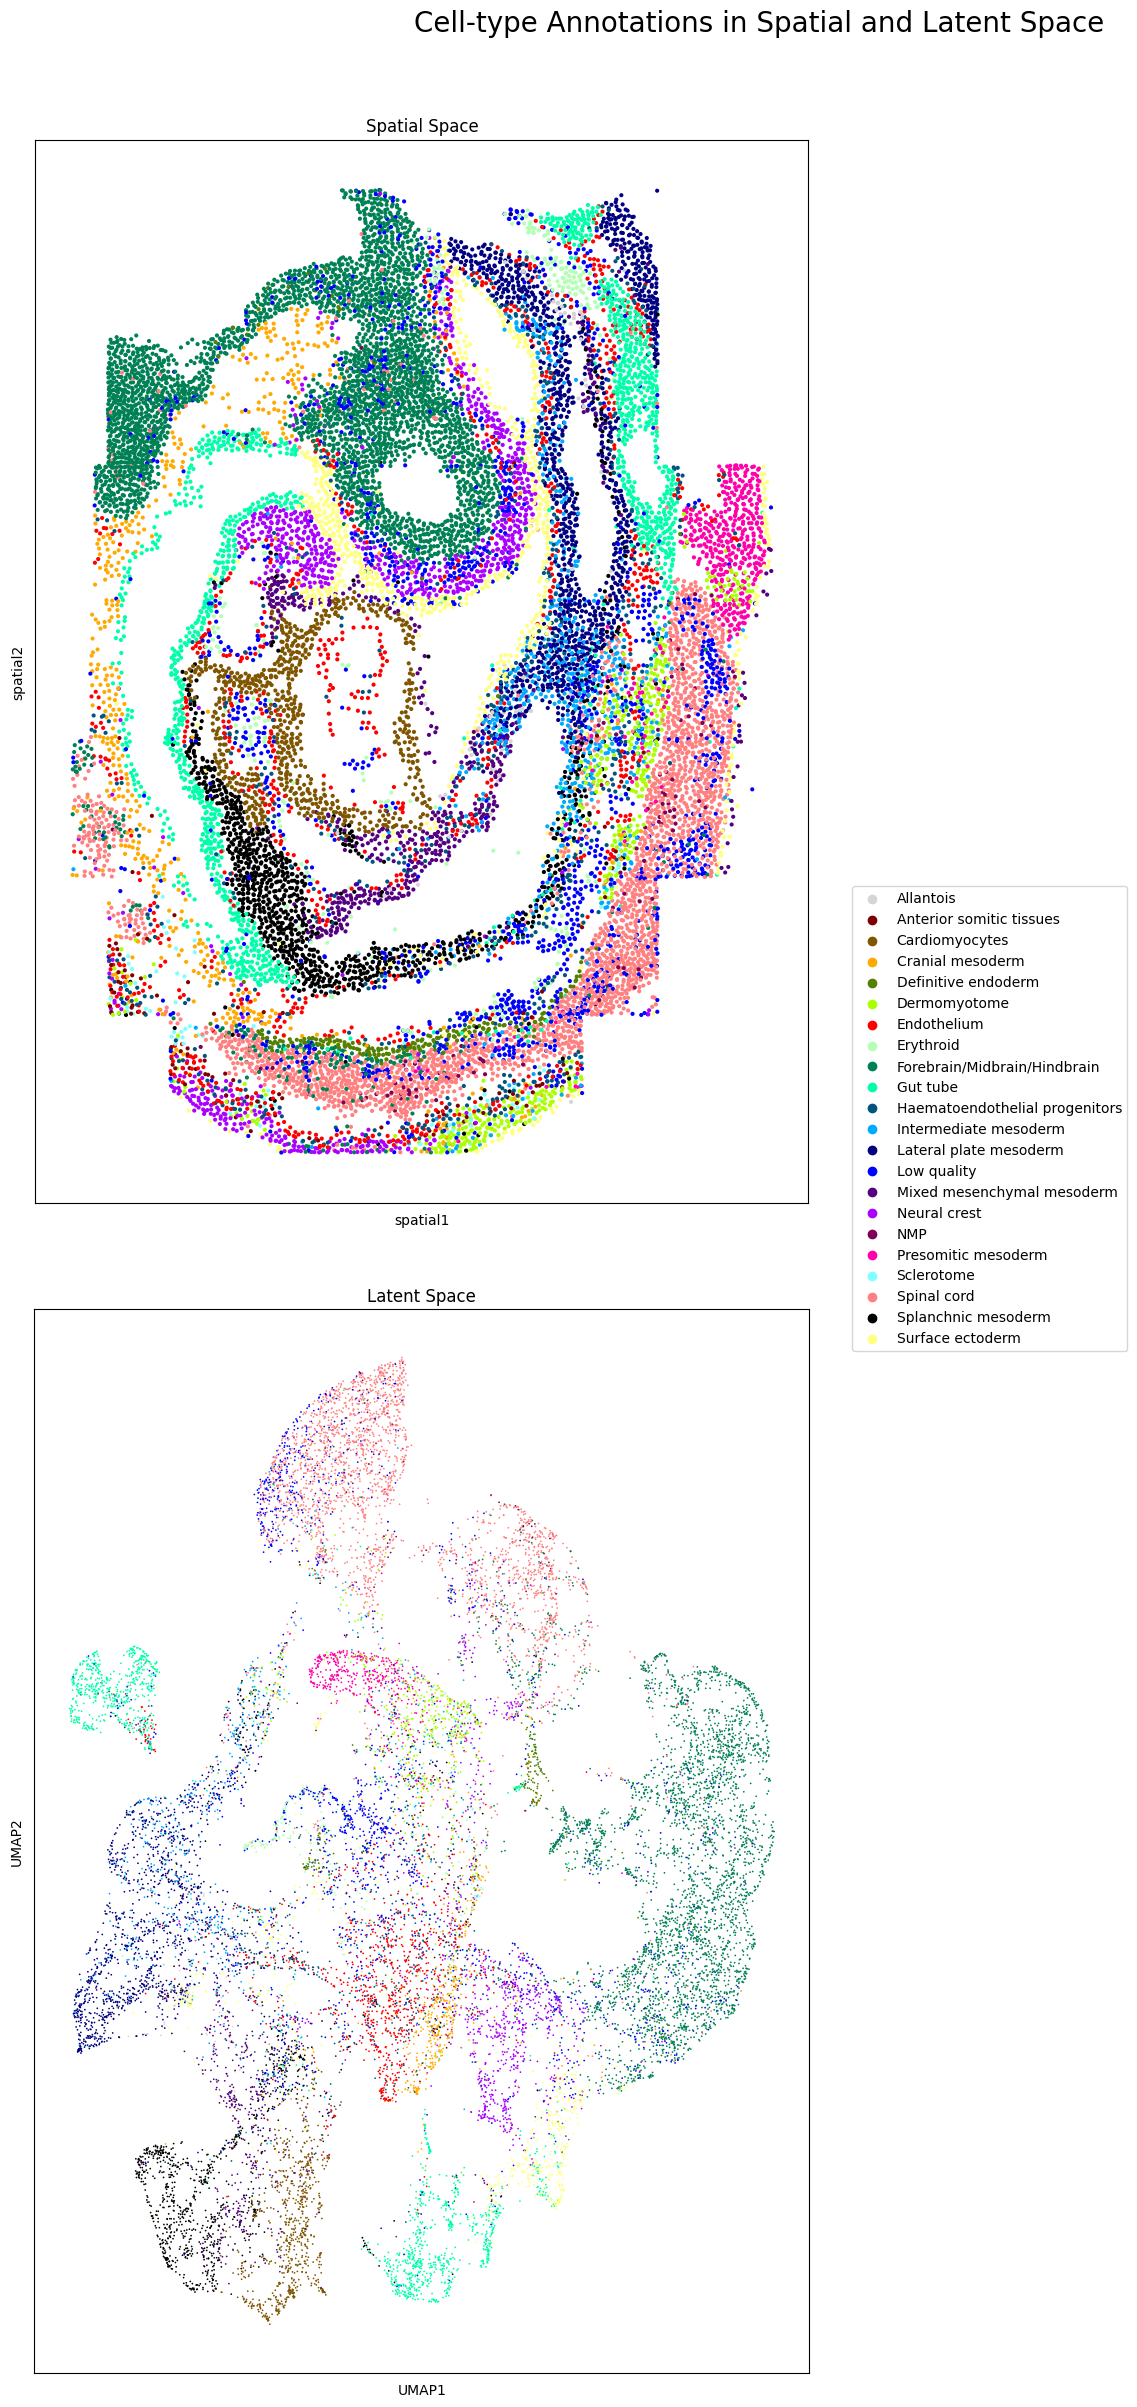 Cell-type Annotations in Spatial and Latent Space
Spatial Space
spatial2
spatial1
Allantois
Anterior somitic tissues
Cardiomyocytes
Cranial mesoderm
Definitive endoderm
Dermomyotome
Endothelium
Erythroid
Forebrain/Midbrain/Hindbrain
Gut tube
Haematoendothelial progenitors
Intermediate mesoderm
Lateral plate mesoderm
Low quality
Mixed mesenchymal mesoderm
Neural crest
NMP
Presomitic mesoderm
Sclerotome
Spinal cord
Splanchnic mesoderm
Surface ectoderm
Latent Space
UMAP2
UMAP1